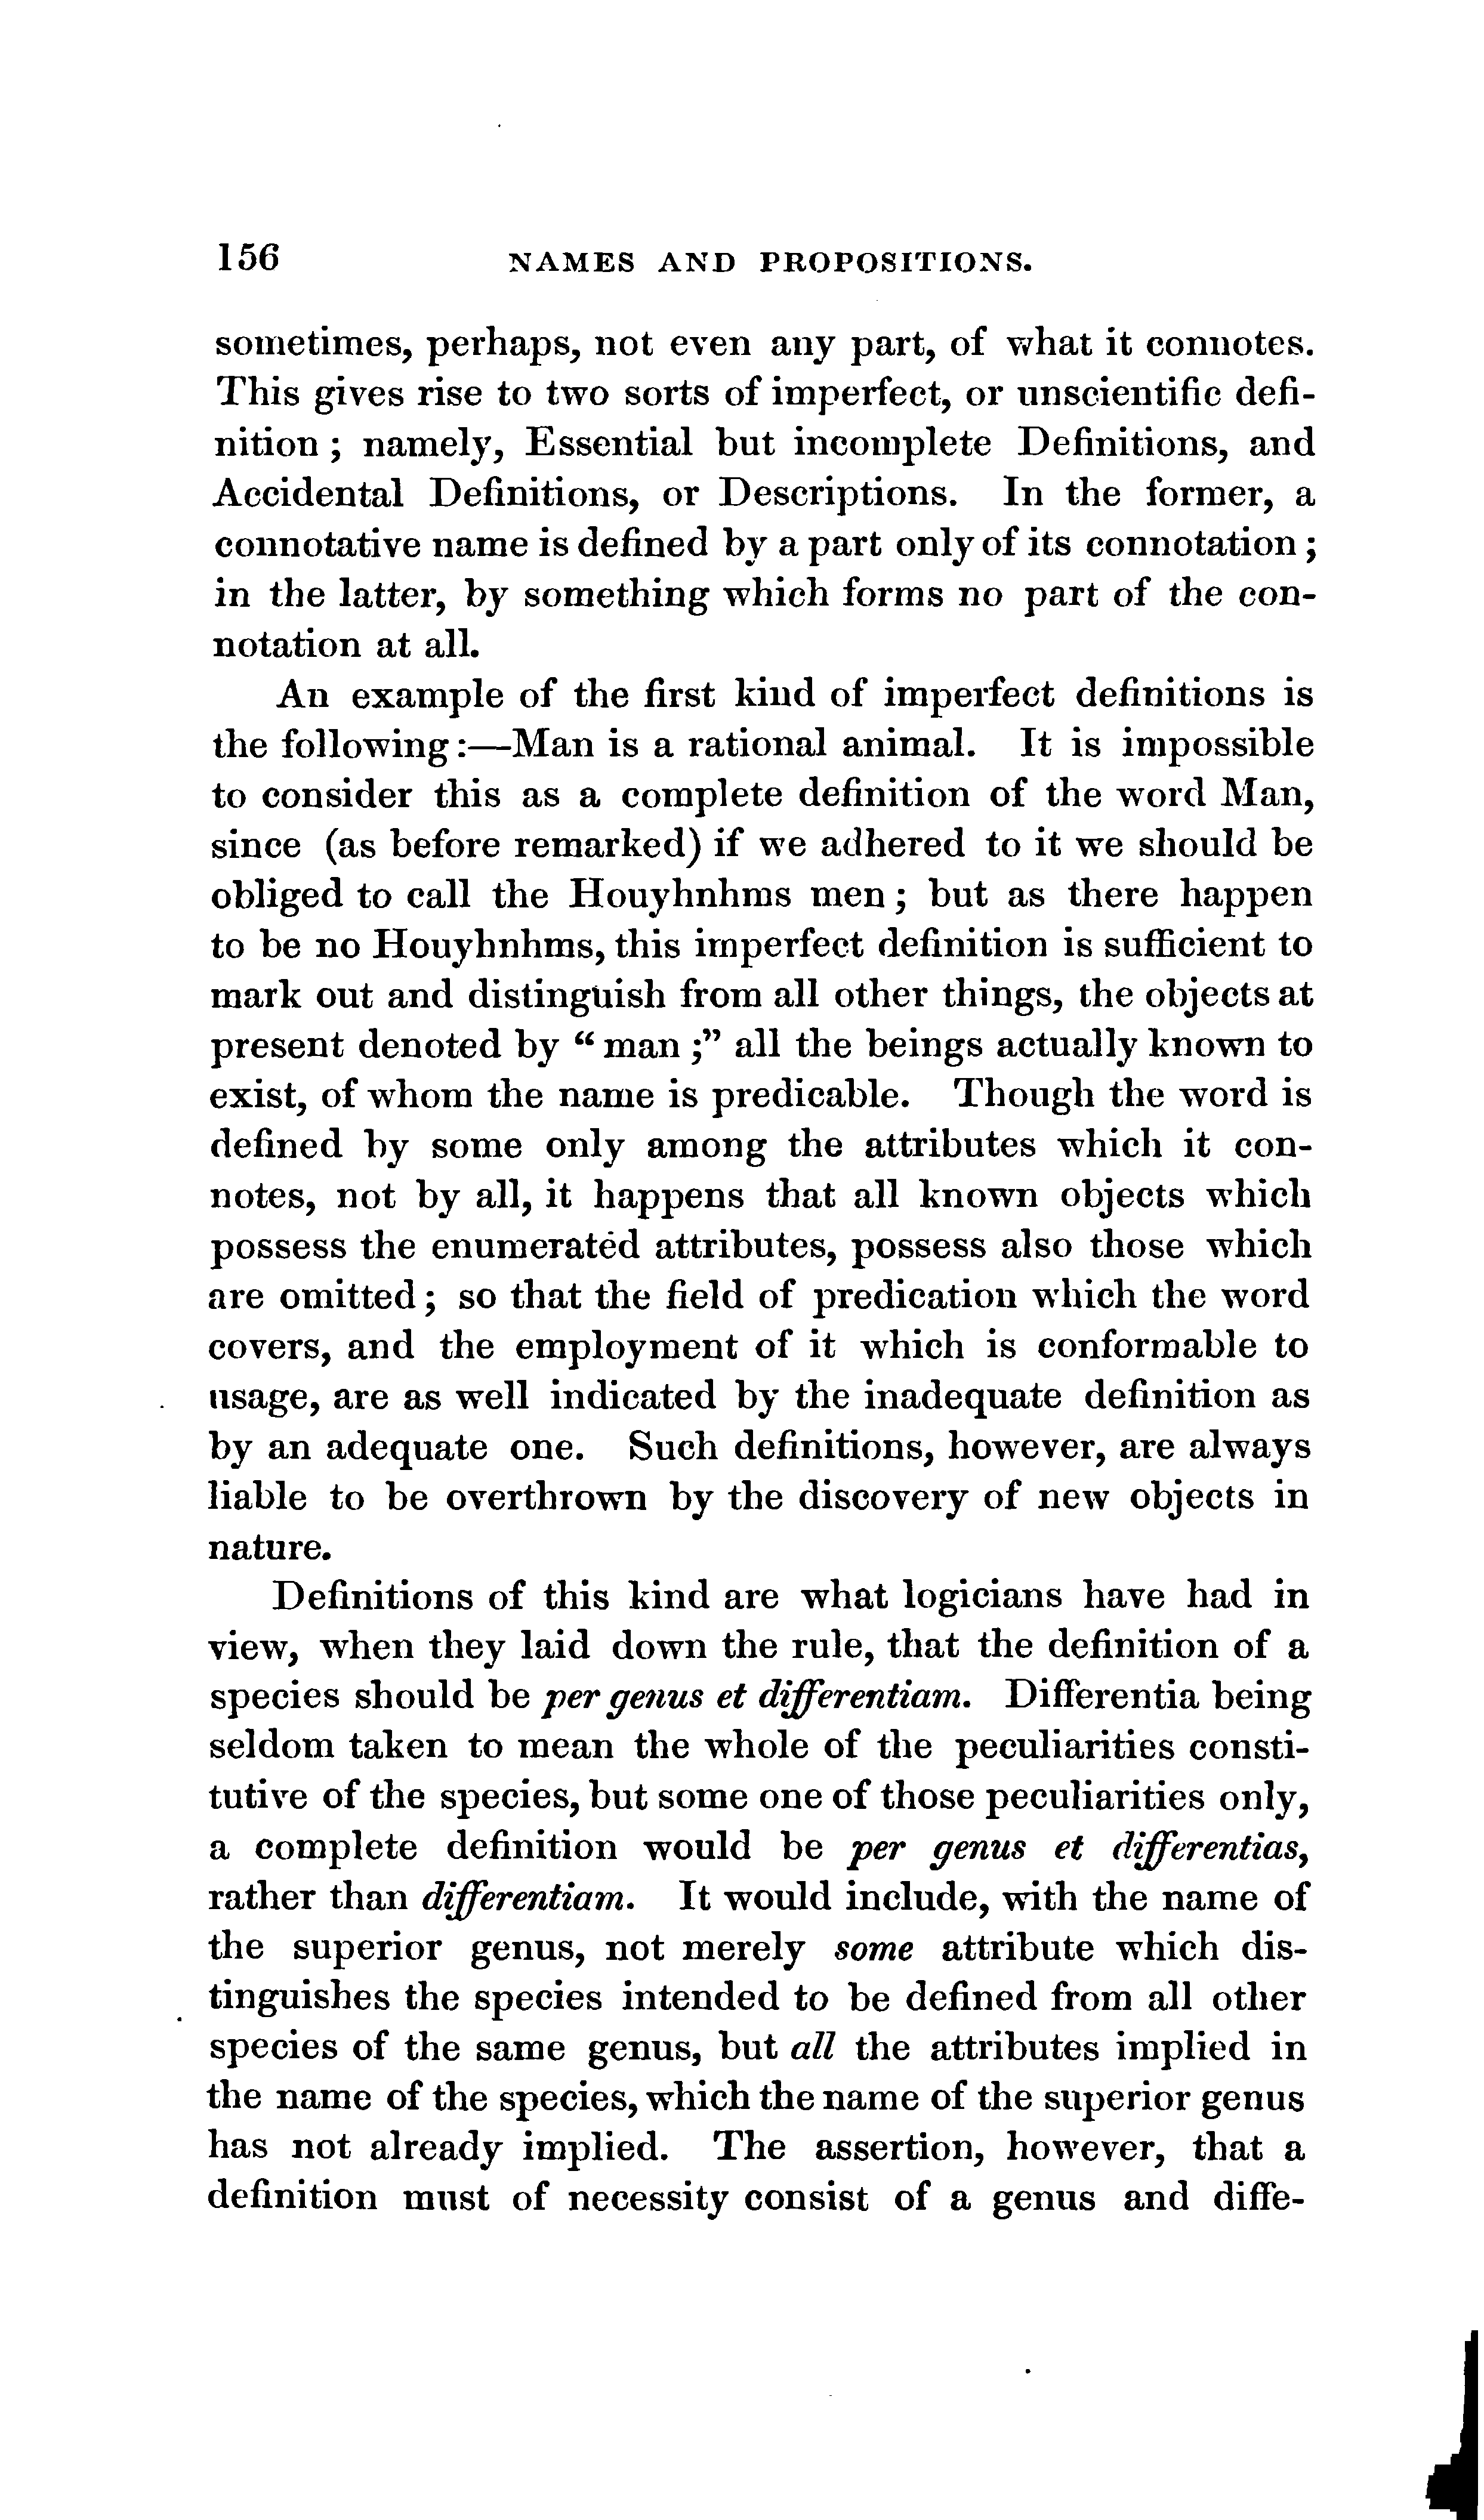 156 NAMES AND PROPOSITIONS.
sometimes, perhaps, not even any part, of what it connotes.
This gives rise to two sorts of imperfect, or unscientific defi-
nition ; namely, Essential but incomplete Definitions, and
Accidental Definitions, or Descriptions. In the former, a
connotative name is defined by a part only of its connotation ;
in the latter, by something which forms no part of the con-
notation at all.
An example of the first kind of imperfect definitions is
the following :—Man is a rational animal. It is impossible
to consider this as a complete definition of the word Man,
since (as before remarked) if we adhered to it we should be
obliged to call the Houyhnhms men ; but as there happen
to be no Houyhnhms, this imperfect definition is sufficient to
mark out and distinguish from all other things, the objects at
present denoted by “ man ;” all the beings actually known to
exist, of whom the name is predicable. Though the word is
defined by some only among the attributes which it con-
notes, not by all, it happens that all known objects which
possess the enumerated attributes, possess also those which
are omitted ; so that the field of predication which the word
covers, and the employment of it which is conformable to
usage, are as well indicated by the inadequate definition as
by an adequate one. Such definitions, however, are always
liable to be overthrown by the discovery of new objects in
nature.
Definitions of this kind are what logicians have had in
view, when they laid down the rule, that the definition of a
species should be per genus et differentiam. Differentia being
seldom taken to mean the whole of the peculiarities consti-
tutive of the species, but some one of those peculiarities only,
a complete definition would be per genus et differentias,
rather than differentiam. It would include, with the name of
the superior genus, not merely some attribute which dis-
tinguishes the species intended to be defined from all other
species of the same genus, but all the attributes implied in
the name of the species, which the name of the superior genus
has not already implied. The assertion, however, that a
definition must of necessity consist of a genus and diffe-